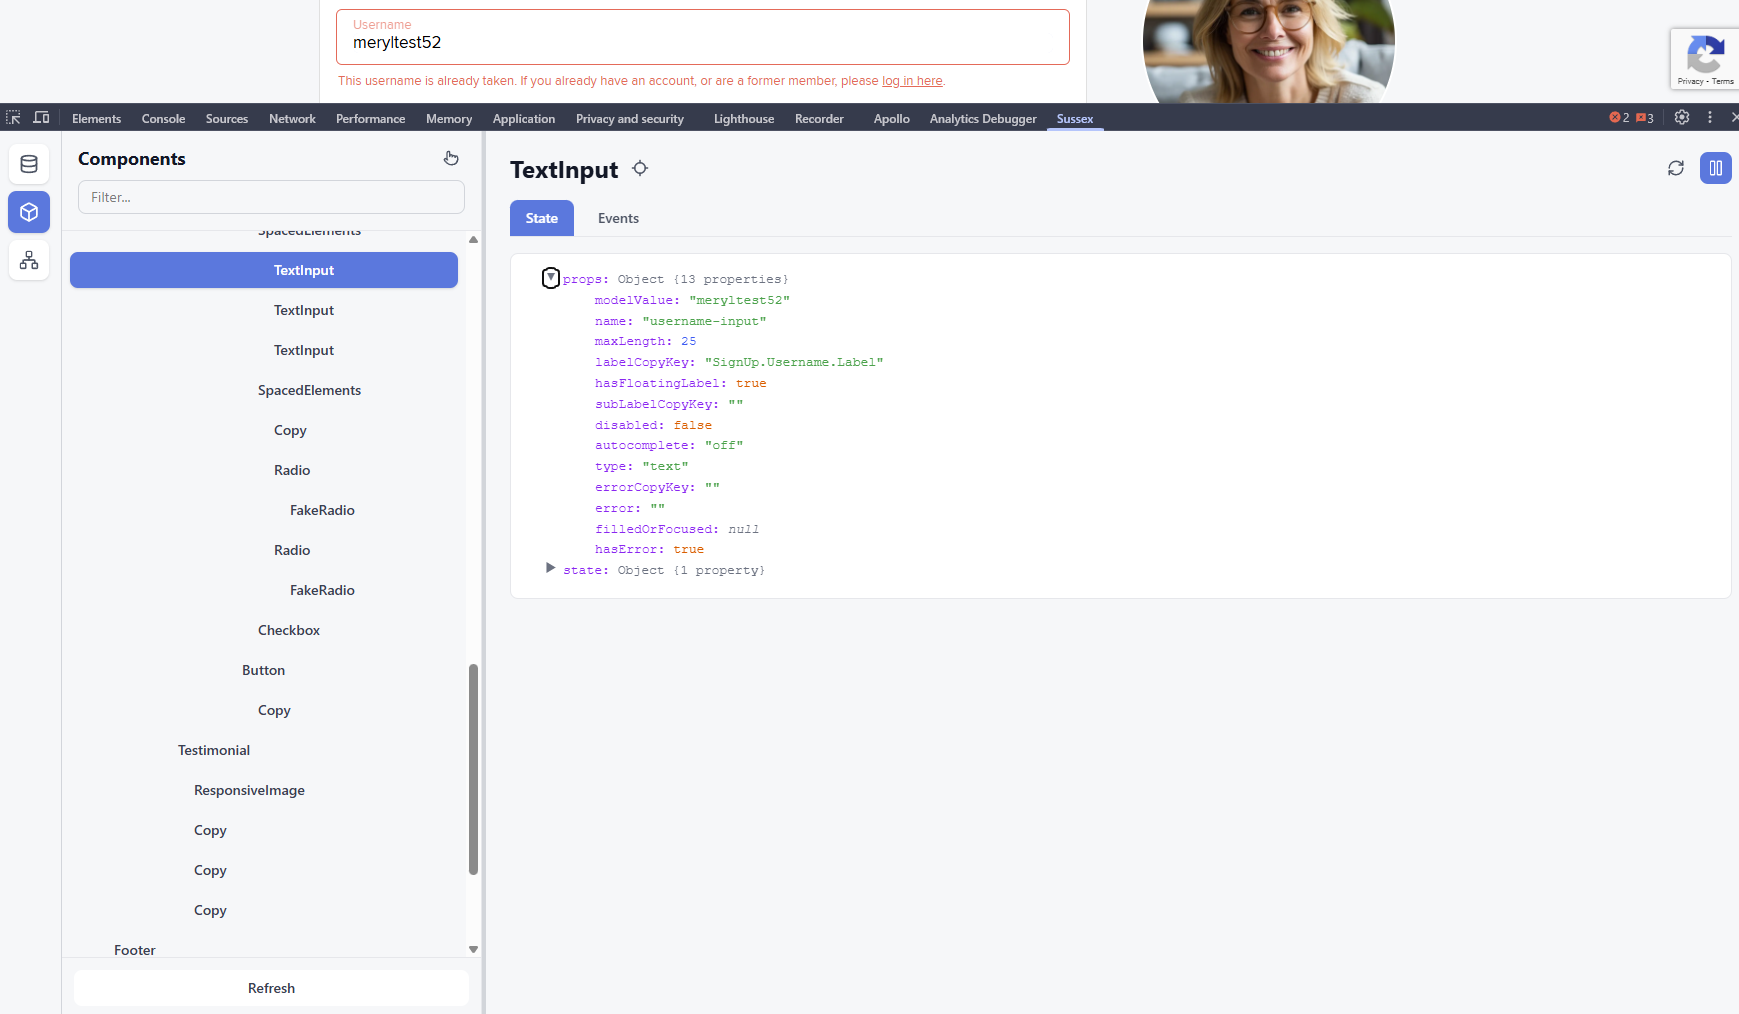 Username
meryltest52
This username is already taken. If you already have an account, or are a former member, please log in here.
Privacy - Terms
Elements Console Sources Network Performance Memory Application Privacy and security Lighthouse Recorder Apollo Analytics Debugger Sussex 2 3
Components
Filter...
SpacedElements
TextInput
TextInput
TextInput
SpacedElements
Copy
Radio
FakeRadio
Radio
FakeRadio
Checkbox
Button
Copy
Testimonial
ResponsiveImage
Copy
Copy
Copy
Footer
Refresh
TextInput
State Events
props: Object {13 properties}
modelValue: "meryltest52"
name: "username-input"
maxLength: 25
labelCopyKey: "SignUp.Username.Label"
hasFloatingLabel: true
subLabelCopyKey: ""
disabled: false
autocomplete: "off"
type: "text"
errorCopyKey: ""
error: ""
filledOrFocused: null
hasError: true
state: Object {1 property}